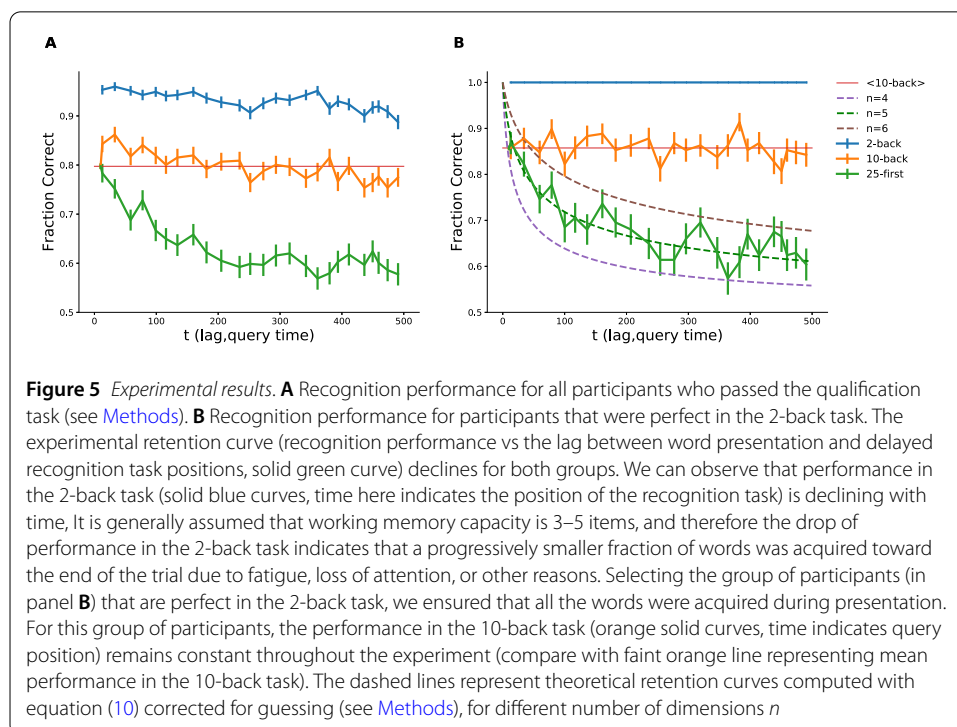 A
B
Fraction Correct
0.9
0.8
0.7
0.6
0.5
0
100
200
300
400
500
t (lag,query time)
Fraction Correct
1.0
0.9
0.8
0.7
0.6
0.5
0
100
200
300
400
500
t (lag,query time)
<10-back>
n=4
n=5
n=6
2-back
10-back
25-first
Figure 5 Experimental results. A Recognition performance for all participants who passed the qualification
task (see Methods). B Recognition performance for participants that were perfect in the 2-back task. The
experimental retention curve (recognition performance vs the lag between word presentation and delayed
recognition task positions, solid green curve) declines for both groups. We can observe that performance in
the 2-back task (solid blue curves, time here indicates the position of the recognition task) is declining with
time, It is generally assumed that working memory capacity is 3–5 items, and therefore the drop of
performance in the 2-back task indicates that a progressively smaller fraction of words was acquired toward
the end of the trial due to fatigue, loss of attention, or other reasons. Selecting the group of participants (in
panel B) that are perfect in the 2-back task, we ensured that all the words were acquired during presentation.
For this group of participants, the performance in the 10-back task (orange solid curves, time indicates query
position) remains constant throughout the experiment (compare with faint orange line representing mean
performance in the 10-back task). The dashed lines represent theoretical retention curves computed with
equation (10) corrected for guessing (see Methods), for different number of dimensions n